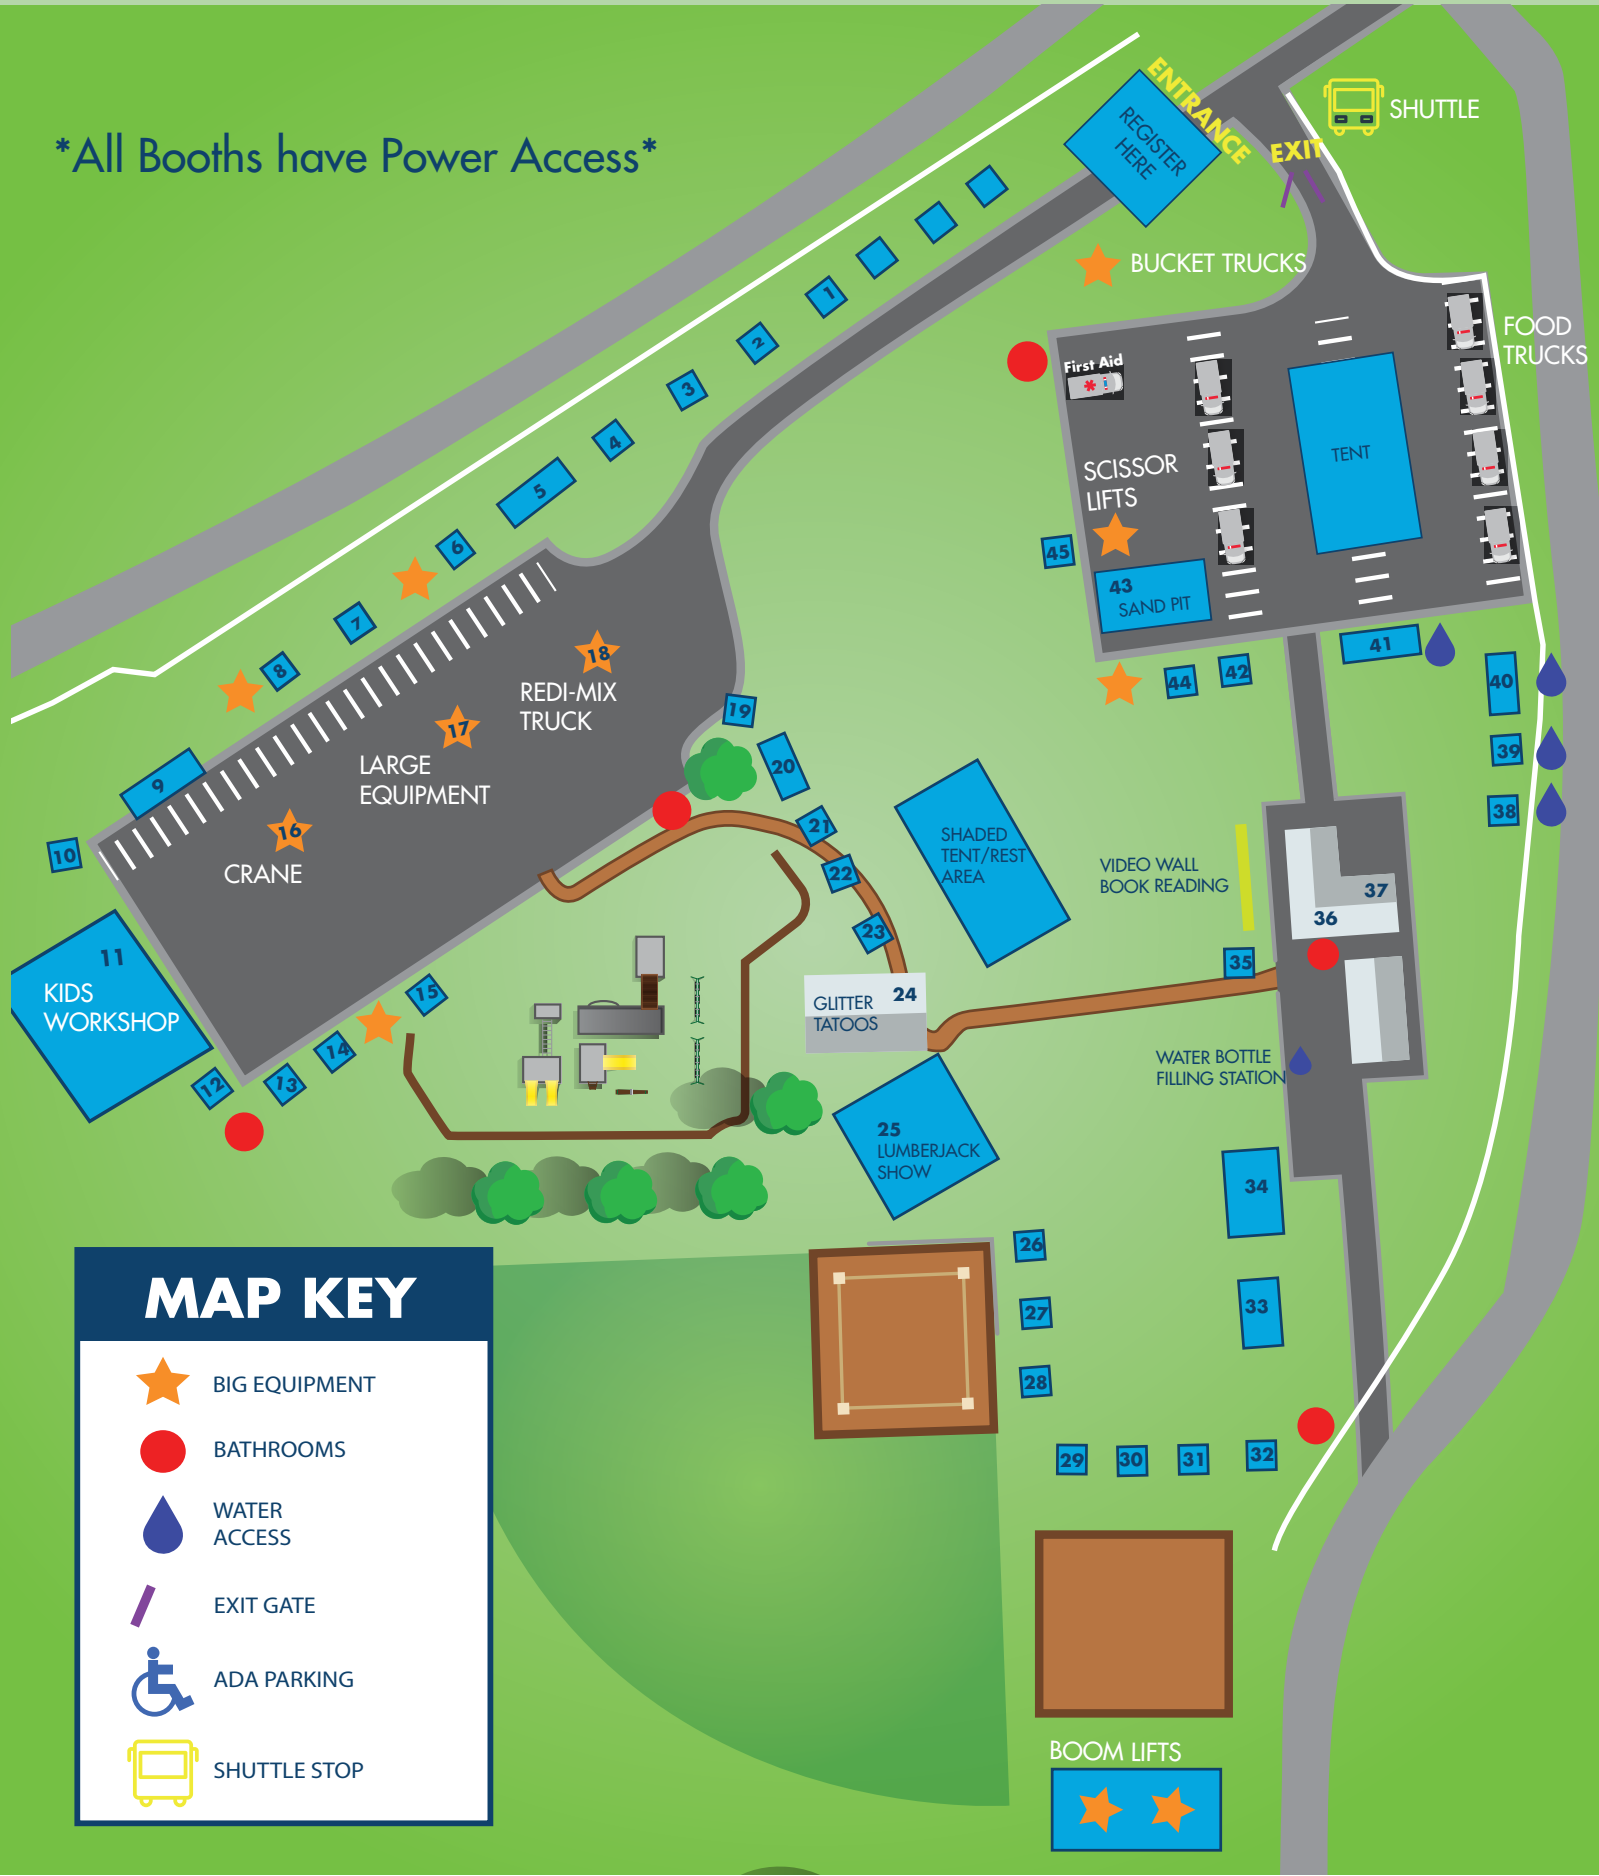 ENTRANCE
SHUTTLE
REGISTER
HERE
EXIT
*All Booths have Power Access*
BUCKET TRUCKS
1
2
3
4
5
6
7
8
9
10
FOOD
TRUCKS
First Aid
TENT
SCISSOR
LIFTS
45
43
SAND PIT
44
42
41
40
39
38
18
REDI-MIX
TRUCK
17
LARGE
EQUIPMENT
16
CRANE
19
20
21
22
23
SHADED
TENT/REST
AREA
VIDEO WALL
BOOK READING
37
36
35
11
KIDS
WORKSHOP
15
14
13
12
24
GLITTER
TATOOS
WATER BOTTLE
FILLING STATION
25
LUMBERJACK
SHOW
34
33
26
27
28
29
30
31
32
MAP KEY
BIG EQUIPMENT
BATHROOMS
WATER
ACCESS
EXIT GATE
ADA PARKING
SHUTTLE STOP
BOOM LIFTS